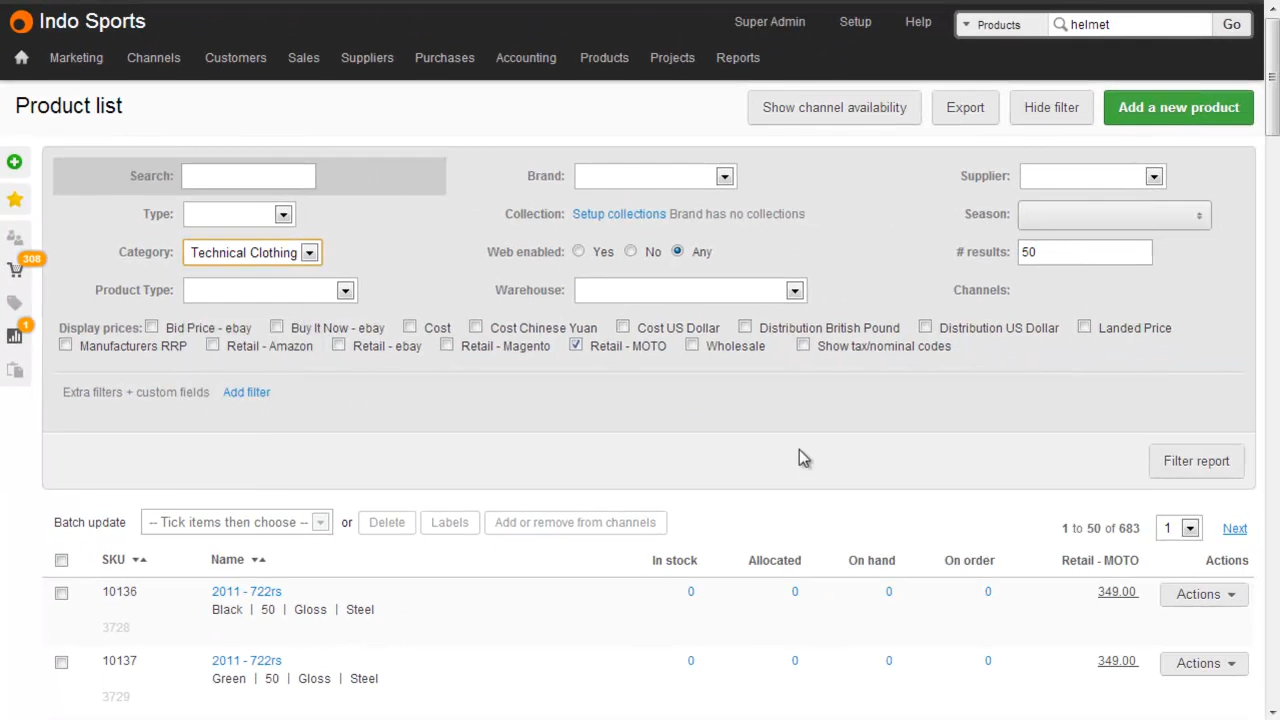 Indo Sports
Super Admin Setup Help Products helmet Go
Marketing Channels Customers Sales Suppliers Purchases Accounting Products Projects Reports
Product list
Show channel availability Export Hide filter Add a new product
Search: Brand: Supplier:
Type: Collection: Setup collections Brand has no collections Season:
Category: Technical Clothing Web enabled: Yes No Any # results: 50
308
Product Type: Warehouse: Channels:
Display prices: Bid Price - ebay Buy It Now - ebay Cost Cost Chinese Yuan Cost US Dollar Distribution British Pound Distribution US Dollar Landed Price
1
Manufacturers RRP Retail - Amazon Retail - ebay Retail - Magento Retail - MOTO Wholesale Show tax/nominal codes
Extra filters + custom fields Add filter
Filter report
Batch update -- Tick items then choose -- or Delete Labels Add or remove from channels 1 to 50 of 683 1 Next
SKU Name In stock Allocated On hand On order Retail - MOTO Actions
10136 2011 - 722rs 0 0 0 0 349.00 Actions
Black | 50 | Gloss | Steel
3728
10137 2011 - 722rs 0 0 0 0 349.00 Actions
Green | 50 | Gloss | Steel
3729